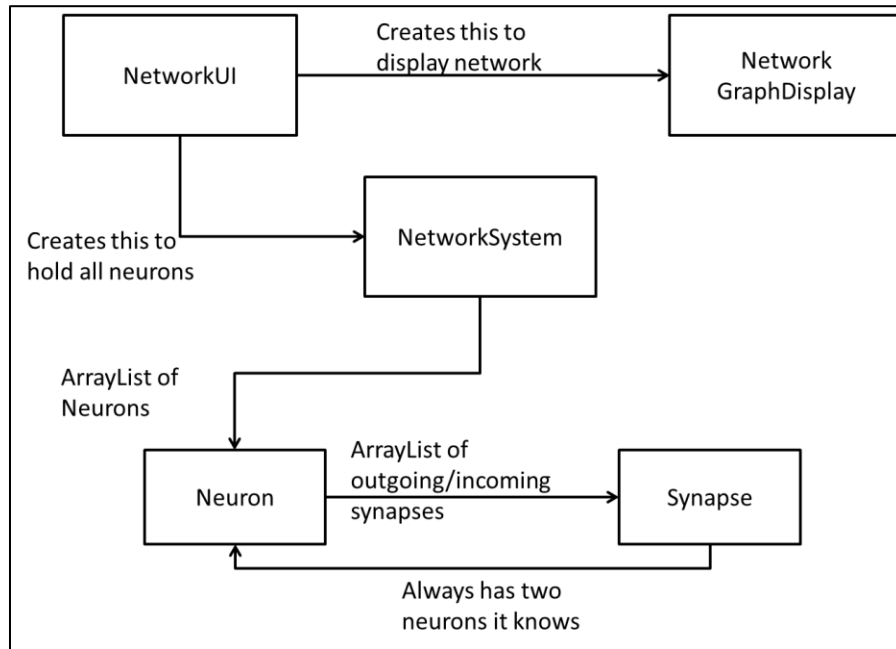 Creates this to
display network
NetworkUI
Network
GraphDisplay
Creates this to
hold all neurons
NetworkSystem
ArrayList of
Neurons
ArrayList of
outgoing/incoming
synapses
Neuron
Synapse
Always has two
neurons it knows